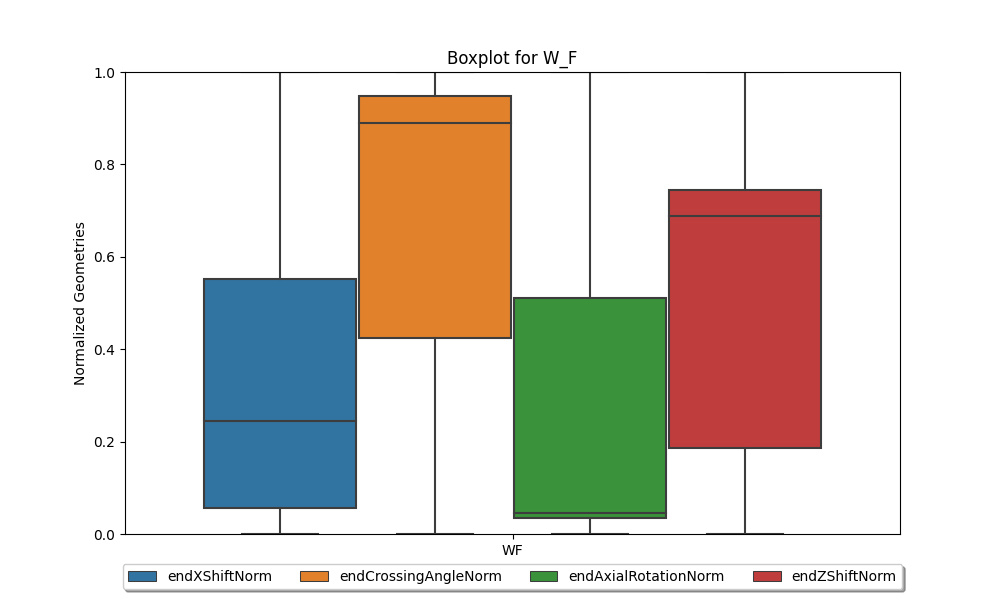 Boxplot for W_F
1.0
0.8
0.6
0.4
0.2
0.0
Normalized Geometries
WF
endXShiftNorm endCrossingAngleNorm endAxialRotationNorm endZShiftNorm